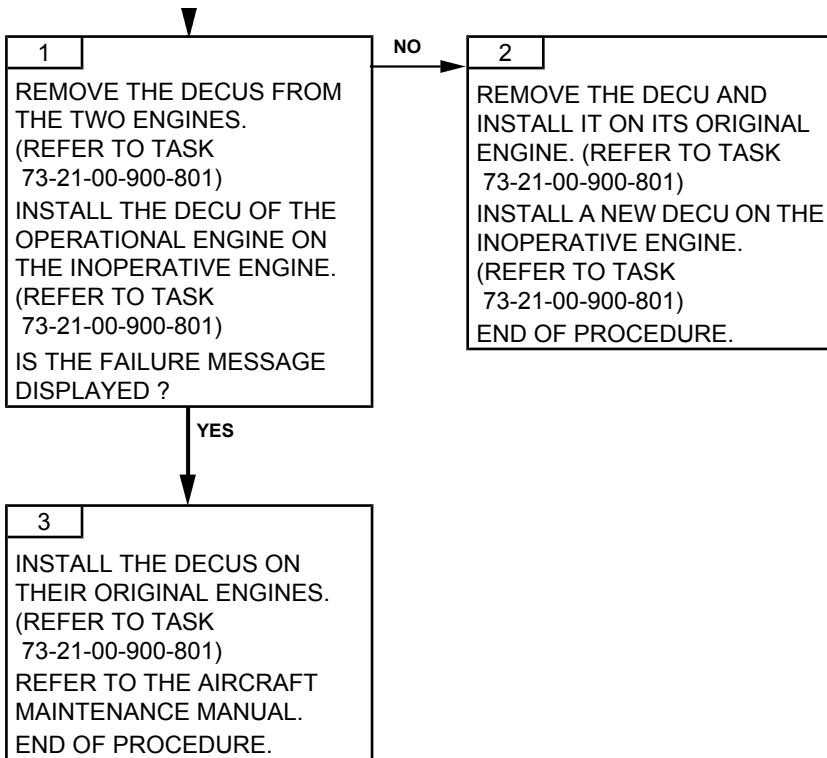 1
REMOVE THE DECUS FROM
THE TWO ENGINES.
(REFER TO TASK
73-21-00-900-801)
INSTALL THE DECU OF THE
OPERATIONAL ENGINE ON
THE INOPERATIVE ENGINE.
(REFER TO TASK
73-21-00-900-801)
IS THE FAILURE MESSAGE
DISPLAYED ?
NO
2
REMOVE THE DECU AND
INSTALL IT ON ITS ORIGINAL
ENGINE. (REFER TO TASK
73-21-00-900-801)
INSTALL A NEW DECU ON THE
INOPERATIVE ENGINE.
(REFER TO TASK
73-21-00-900-801)
END OF PROCEDURE.
YES
3
INSTALL THE DECUS ON
THEIR ORIGINAL ENGINES.
(REFER TO TASK
73-21-00-900-801)
REFER TO THE AIRCRAFT
MAINTENANCE MANUAL.
END OF PROCEDURE.